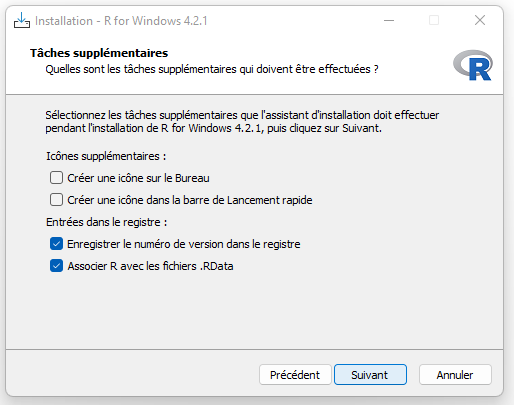 Installation - R for Windows 4.2.1
Tâches supplémentaires
Quelles sont les tâches supplémentaires qui doivent être effectuées ?
R
Sélectionnez les tâches supplémentaires que l'assistant d'installation doit effectuer
pendant l'installation de R for Windows 4.2.1, puis cliquez sur Suivant.
Icônes supplémentaires :
Créer une icône sur le Bureau
Créer une icône dans la barre de Lancement rapide
Entrées dans le registre :
Enregistrer le numéro de version dans le registre
Associer R avec les fichiers .RData
Précédent Suivant Annuler